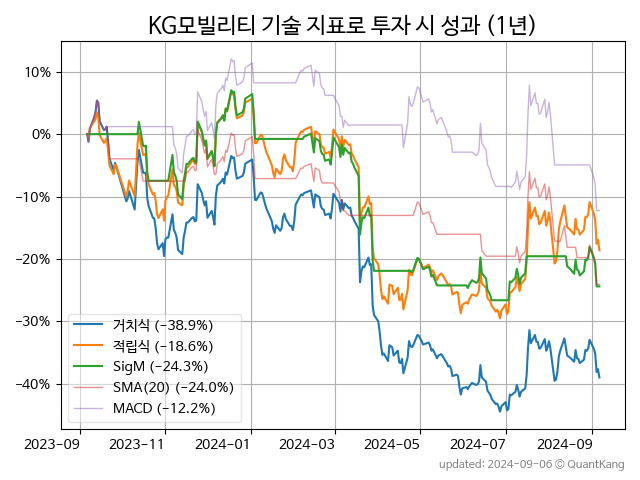 KG모빌리티 기술 지표로 투자 시 성과 (1년)
10%
0%
−10%
−20%
−30%
−40%
거치식 (−38.9%)
적립식 (−18.6%)
SigM (−24.3%)
SMA(20) (−24.0%)
MACD (−12.2%)
2023-09 2023-11 2024-01 2024-03 2024-05 2024-07 2024-09
updated: 2024-09-06 © QuantKang